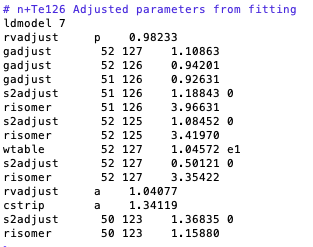 # n+Te126 Adjusted parameters from fitting
ldmodel 7
rvadjust     p    0.98233
gadjust       52 127    1.10863
gadjust       52 126    0.94201
gadjust       51 126    0.92631
s2adjust      51 126    1.18843 0
risomer       51 126    3.96631
s2adjust      52 125    1.08452 0
risomer       52 125    3.41970
wtable        52 127    1.04572 e1
s2adjust      52 127    0.50121 0
risomer       52 127    3.35422
rvadjust     a    1.04077
cstrip       a    1.34119
s2adjust      50 123    1.36835 0
risomer       50 123    1.15880